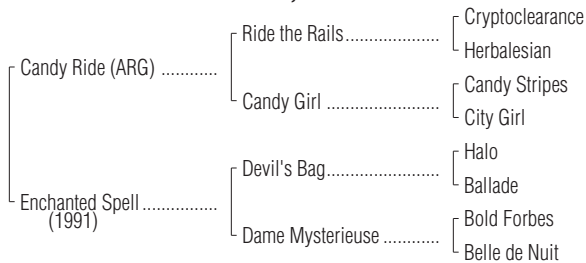 Cryptoclearance
Ride the Rails....................
Herbalesian
Candy Ride (ARG) ............
Candy Stripes
Candy Girl ........................
City Girl
Halo
Devil's Bag........................
Ballade
Enchanted Spell ................
(1991)
Bold Forbes
Dame Mysterieuse ............
Belle de Nuit